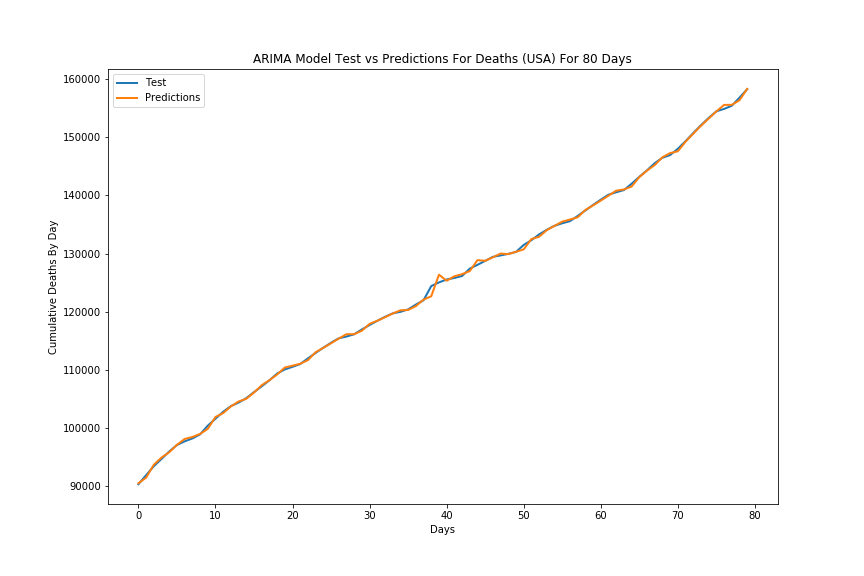 ARIMA Model Test vs Predictions For Deaths (USA) For 80 Days
Test
Predictions
160000
150000
140000
130000
120000
110000
100000
90000
Cumulative Deaths By Day
0 10 20 30 40 50 60 70 80
Days